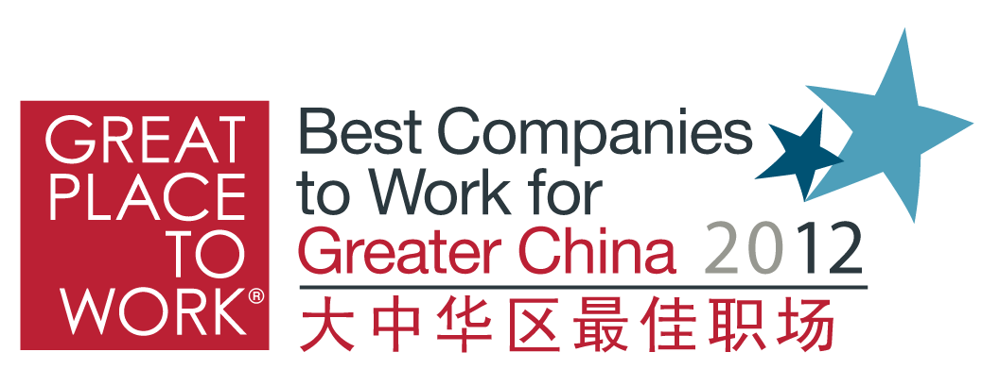 GREAT
PLACE
TO
WORK®
Best Companies
to Work for
Greater China 2012
大中华区最佳职场